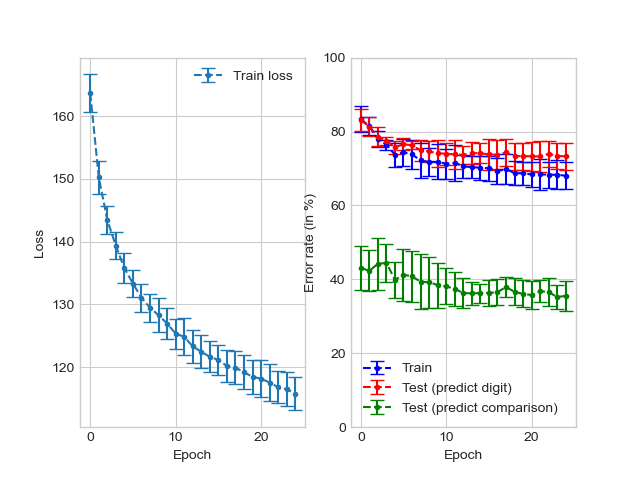 Train loss
Loss
160
150
140
130
120
0
10
20
Epoch
Error rate (in %)
100
80
60
40
20
0
Train
Test (predict digit)
Test (predict comparison)
0
10
20
Epoch